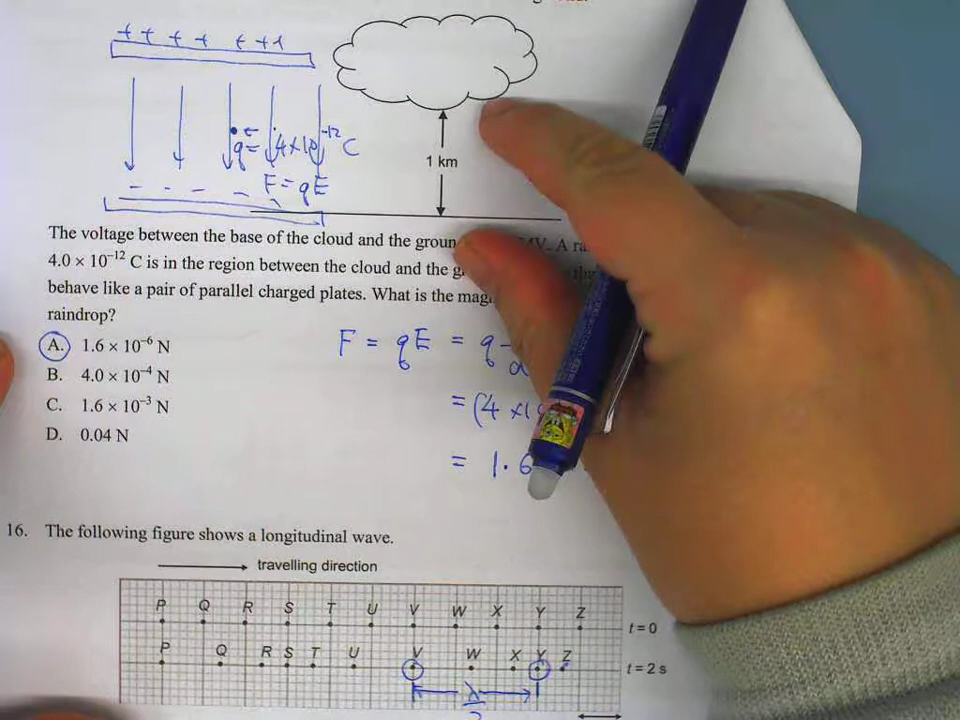 + + + + + + +
q = 4 × 10⁻¹² C
F = qE
1 km
The voltage between the base of the cloud and the groun MV. A ra
4.0 × 10⁻¹² C is in the region between the cloud and the g
behave like a pair of parallel charged plates. What is the mag
raindrop?
A. 1.6 × 10⁻⁶ N
B. 4.0 × 10⁻⁴ N
C. 1.6 × 10⁻³ N
D. 0.04 N
F = qE = q
= (4 ×1
= 1.6
16. The following figure shows a longitudinal wave.
travelling direction
P Q R S T U V W X Y Z
t = 0
P Q R S T U V W X Y Z
t = 2 s
λ